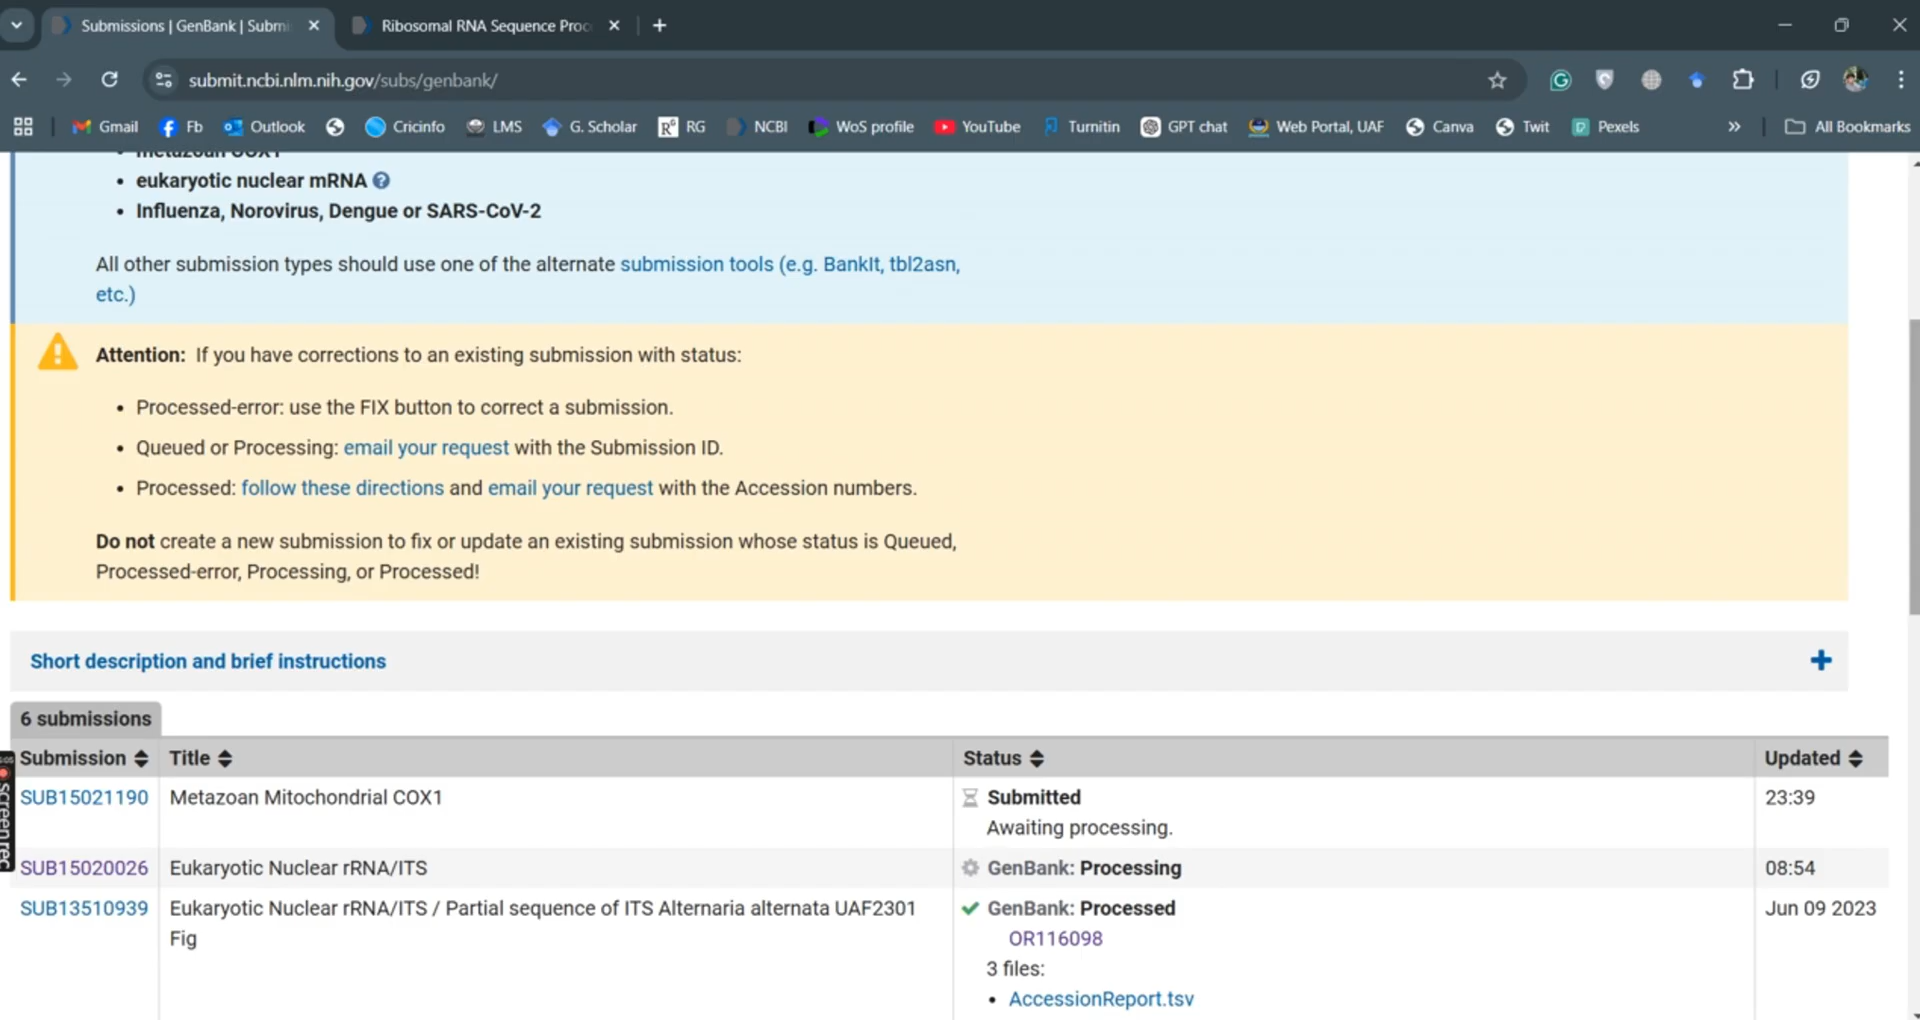 Submissions | GenBank | Submi
Ribosomal RNA Sequence Proc
submit.ncbi.nlm.nih.gov/subs/genbank/
Gmail
Fb
Outlook
Cricinfo
LMS
G. Scholar
RG
NCBI
WoS profile
YouTube
Turnitin
GPT chat
Web Portal, UAF
Canva
Twit
Pexels
»
All Bookmarks
• metazoan COX1
• eukaryotic nuclear mRNA
• Influenza, Norovirus, Dengue or SARS-CoV-2
All other submission types should use one of the alternate submission tools (e.g. BankIt, tbl2asn,
etc.)
Attention: If you have corrections to an existing submission with status:
• Processed-error: use the FIX button to correct a submission.
• Queued or Processing: email your request with the Submission ID.
• Processed: follow these directions and email your request with the Accession numbers.
Do not create a new submission to fix or update an existing submission whose status is Queued,
Processed-error, Processing, or Processed!
Short description and brief instructions
6 submissions
Submission Title Status Updated
SUB15021190 Metazoan Mitochondrial COX1 Submitted 23:39
Awaiting processing.
SUB15020026 Eukaryotic Nuclear rRNA/ITS GenBank: Processing 08:54
SUB13510939 Eukaryotic Nuclear rRNA/ITS / Partial sequence of ITS Alternaria alternata UAF2301 GenBank: Processed Jun 09 2023
Fig OR116098
3 files:
• AccessionReport.tsv
screenrec